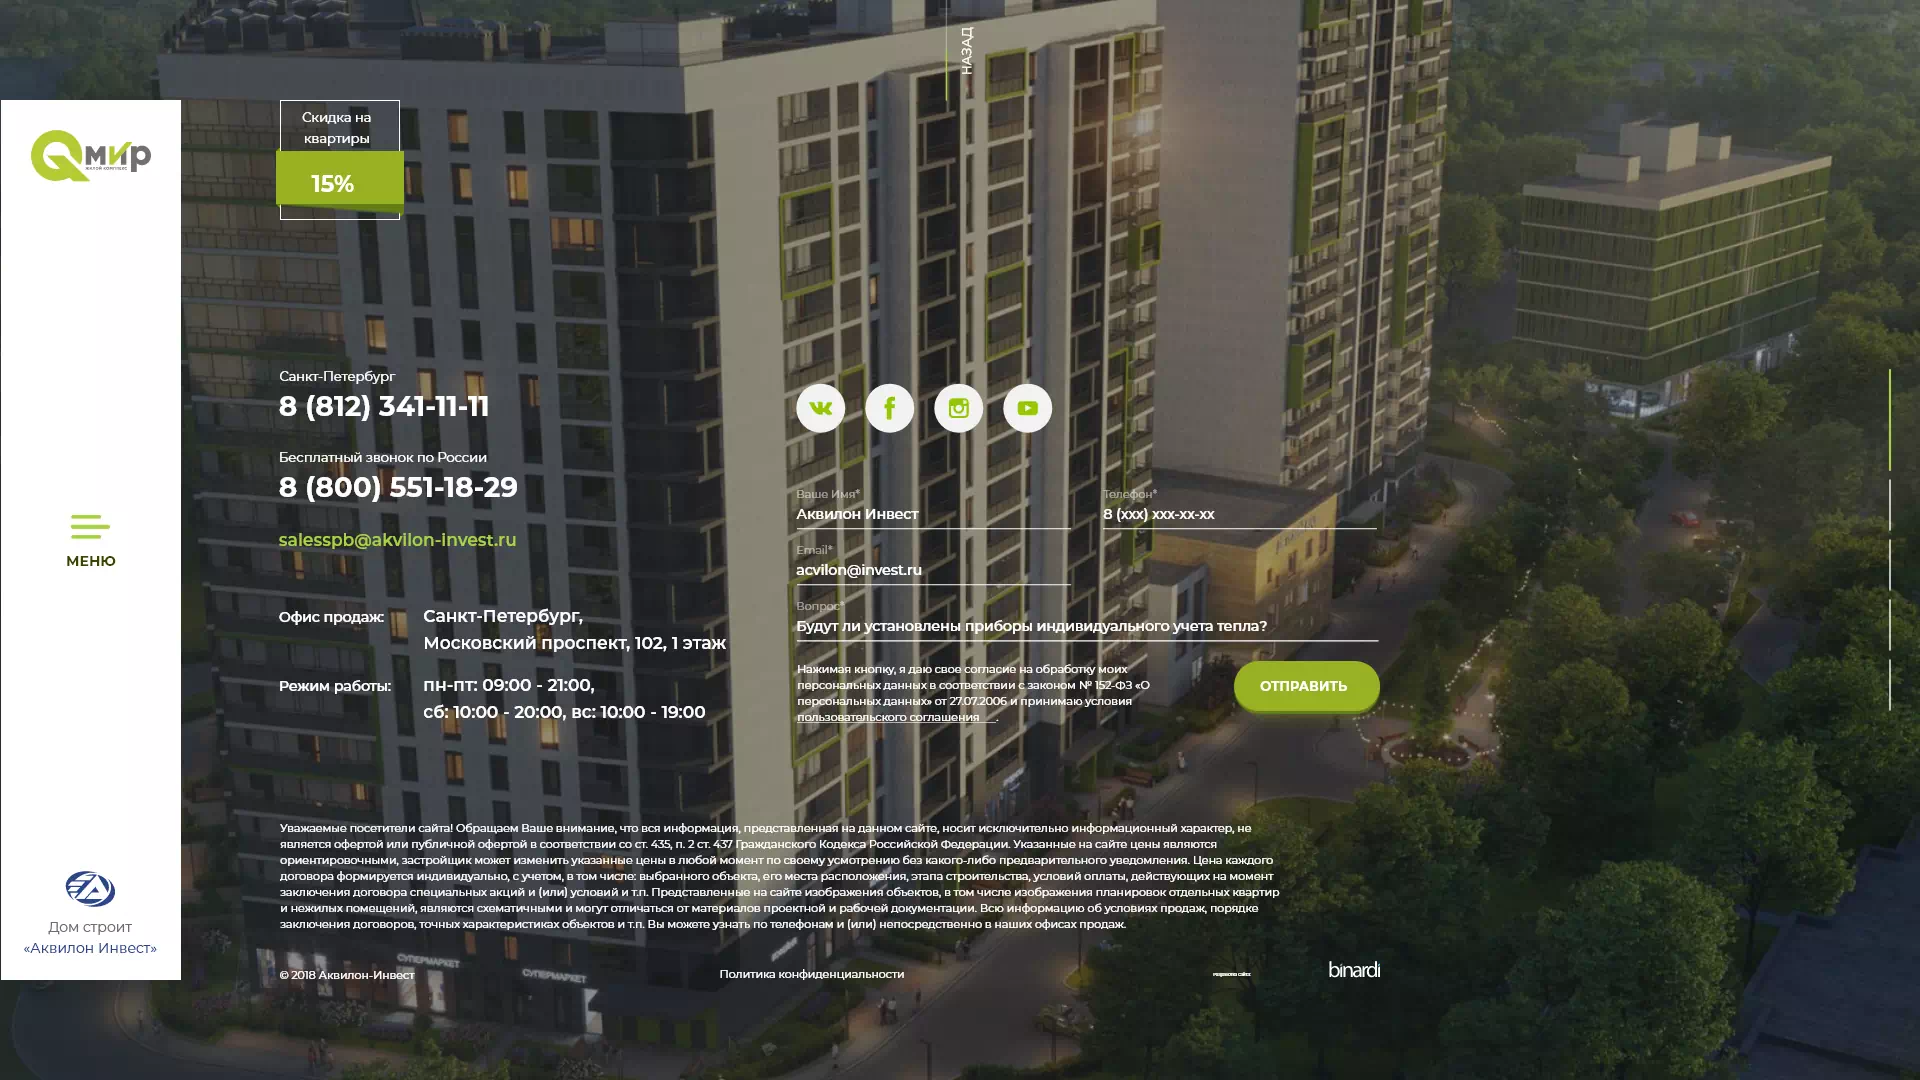 НАЗАД
Qмир
ЖИЛОЙ КОМПЛЕКС
Скидка на
квартиры
15%
МЕНЮ
Дом строит
«Аквилон Инвест»
Санкт-Петербург
8 (812) 341-11-11
Бесплатный звонок по России
8 (800) 551-18-29
salesspb@akvilon-invest.ru
Офис продаж: Санкт-Петербург,
Московский проспект, 102, 1 этаж
Режим работы: пн-пт: 09:00 - 21:00,
сб: 10:00 - 20:00, вс: 10:00 - 19:00
Ваше Имя*
Аквилон Инвест
Телефон*
8 (xxx) xxx-xx-xx
Email*
acvilon@invest.ru
Вопрос*
Будут ли установлены приборы индивидуального учета тепла?
Нажимая кнопку, я даю свое согласие на обработку моих
персональных данных в соответствии с законом № 152-ФЗ «О
персональных данных» от 27.07.2006 и принимаю условия
пользовательского соглашения___.
ОТПРАВИТЬ
Уважаемые посетители сайта! Обращаем Ваше внимание, что вся информация, представленная на данном сайте, носит исключительно информационный характер, не
является офертой или публичной офертой в соответствии со ст. 435, п. 2 ст. 437 Гражданского Кодекса Российской Федерации. Указанные на сайте цены являются
ориентировочными, застройщик может изменить указанные цены в любой момент по своему усмотрению без какого-либо предварительного уведомления. Цена каждого
договора формируется индивидуально, с учетом, в том числе: выбранного объекта, его места расположения, этапа строительства, условий оплаты, действующих на момент
заключения договора специальных акций и (или) условий и т.п. Представленные на сайте изображения объектов, в том числе изображения планировок отдельных квартир
и нежилых помещений, являются схематичными и могут отличаться от материалов проектной и рабочей документации. Всю информацию об условиях продаж, порядке
заключения договоров, точных характеристиках объектов и т.п. Вы можете узнать по телефонам и (или) непосредственно в наших офисах продаж.
СУПЕРМАРКЕТ
СУПЕРМАРКЕТ
© 2018 Аквилон-Инвест
Политика конфиденциальности
Разработка сайта
binardi